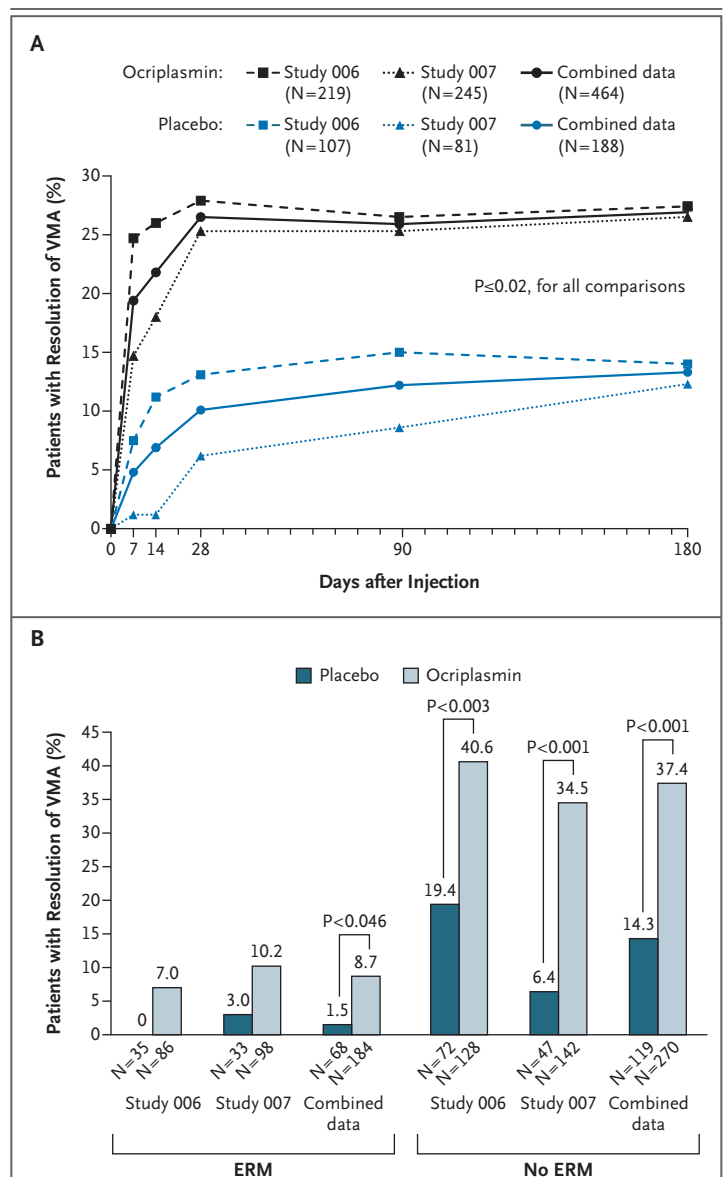 A
Ocriplasmin: Study 006 Study 007 Combined data
(N=219) (N=245) (N=464)
Placebo: Study 006 Study 007 Combined data
(N=107) (N=81) (N=188)
Patients with Resolution of VMA (%)
30
25
20
15
10
5
0
P≤0.02, for all comparisons
0 7 14 28 90 180
Days after Injection
B
Placebo Ocriplasmin
Patients with Resolution of VMA (%)
45
40
35
30
25
20
15
10
5
0
P<0.003
P<0.001
P<0.001
P<0.046
0 7.0 3.0 10.2 1.5 8.7 19.4 40.6 6.4 34.5 14.3 37.4
N=35 N=86 N=33 N=98 N=68 N=184 N=72 N=128 N=47 N=142 N=119 N=270
Study 006 Study 007 Combined Study 006 Study 007 Combined
data data
ERM No ERM